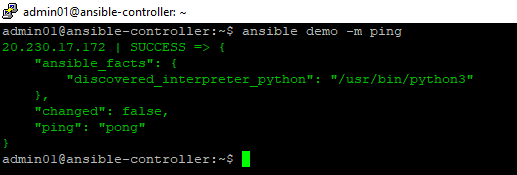 admin01@ansible-controller: ~
admin01@ansible-controller:~$ ansible demo -m ping
20.230.17.172 | SUCCESS => {
    "ansible_facts": {
        "discovered_interpreter_python": "/usr/bin/python3"
    },
    "changed": false,
    "ping": "pong"
}
admin01@ansible-controller:~$